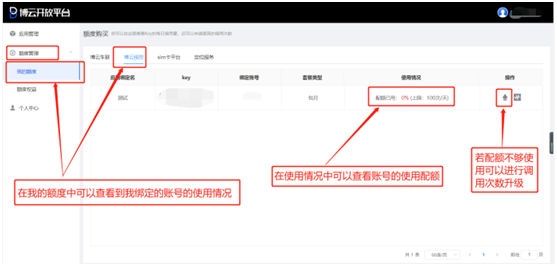 博云开放平台
应用管理
额度购买
额度管理
博云车联
博云视频
sim卡平台
定位服务
我的额度
应用绑定名
key
绑定账号
套餐类型
使用情况
操作
额度权益
测试
包月
配额已用：0% (上限：100次/天)
个人中心
在我的额度中可以查看到我绑定的账号的使用情况
在使用情况中可以查看账号的使用配额
若配额不够使
用可以进行调
用次数升级
共 1 条
1
前往
1
页